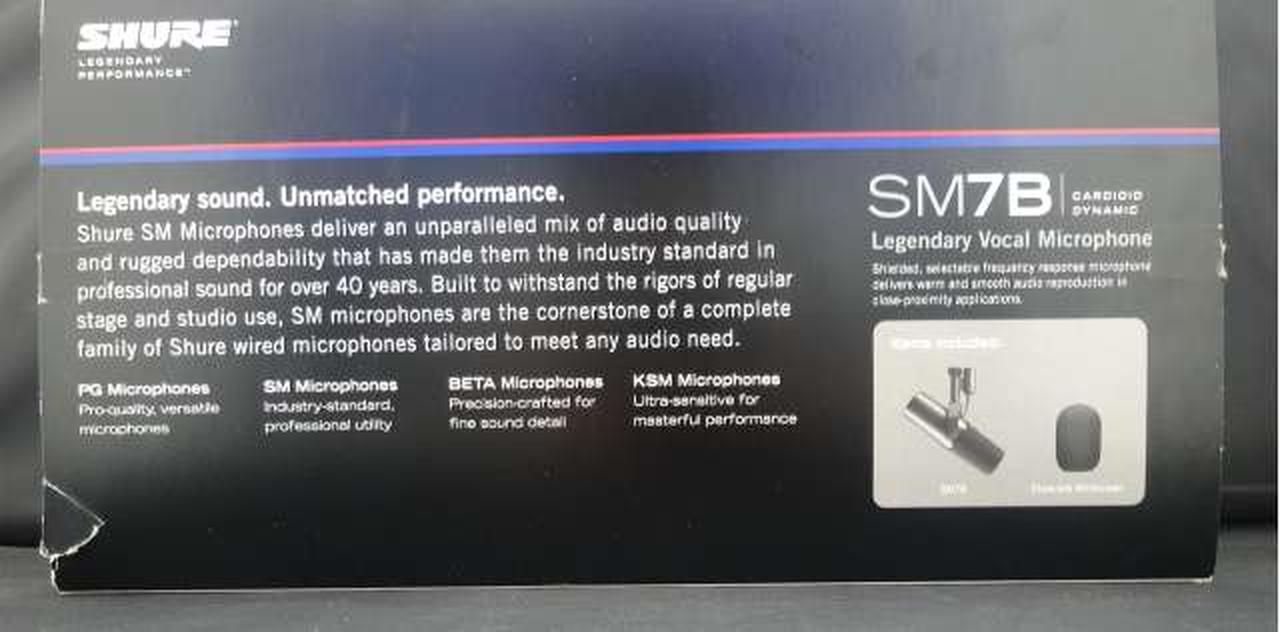 SHURE
LEGENDARY
PERFORMANCE™
Legendary sound. Unmatched performance.
Shure SM Microphones deliver an unparalleled mix of audio quality
and rugged dependability that has made them the industry standard in
professional sound for over 40 years. Built to withstand the rigors of regular
stage and studio use, SM microphones are the cornerstone of a complete
family of Shure wired microphones tailored to meet any audio need.
PG Microphones
Pro-quality, versatile
microphones
SM Microphones
Industry-standard,
professional utility
BETA Microphones
Precision-crafted for
fine sound detail
KSM Microphones
Ultra-sensitive for
masterful performance
SM7B
CARDIOID
DYNAMIC
Legendary Vocal Microphone
Shielded, selectable frequency response microphone
delivers warm and smooth audio reproduction in
close-proximity applications.
Items included:
SM7B